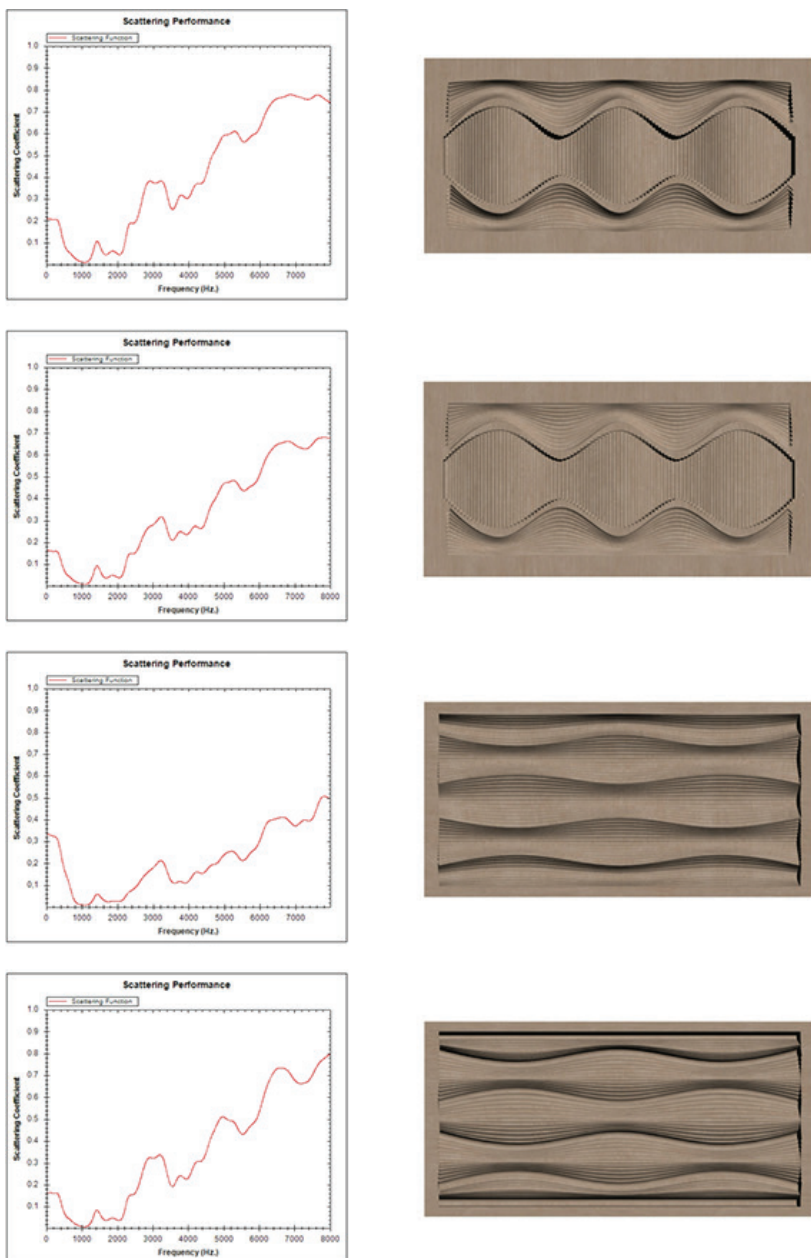 Scattering Performance
Scattering Function
Scattering Coefficient
1.0
0.9
0.8
0.7
0.6
0.5
0.4
0.3
0.2
0.1
0 1000 2000 3000 4000 5000 6000 7000
Frequency (Hz.)
Scattering Performance
Scattering Function
Scattering Coefficient
1.0
0.9
0.8
0.7
0.6
0.5
0.4
0.3
0.2
0.1
0 1000 2000 3000 4000 5000 6000 7000 8000
Frequency (Hz.)
Scattering Performance
Scattering Function
Scattering Coefficient
1,0
0,9
0,8
0,7
0,6
0,5
0,4
0,3
0,2
0,1
0 1000 2000 3000 4000 5000 6000 7000 8000
Frequency (Hz.)
Scattering Performance
Scattering Function
Scattering Coefficient
1.0
0.9
0.8
0.7
0.6
0.5
0.4
0.3
0.2
0.1
0 1000 2000 3000 4000 5000 6000 7000 8000
Frequency (Hz.)